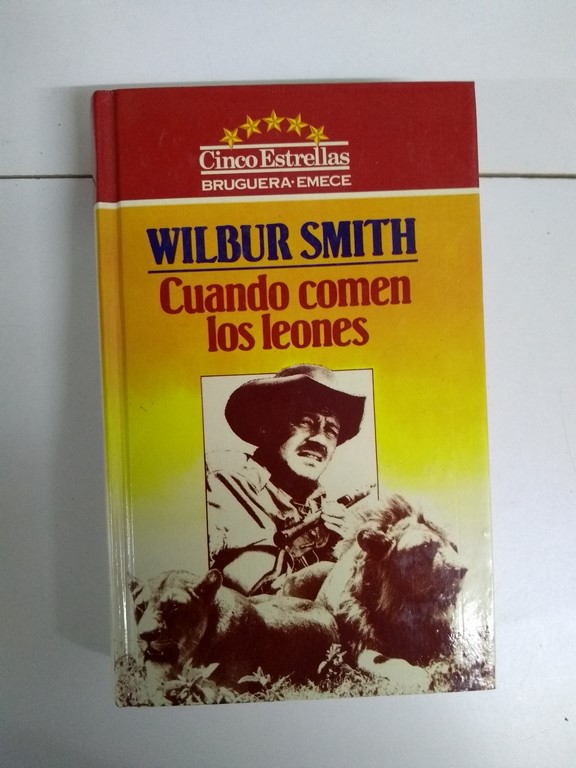 Cinco Estrellas
BRUGUERA·EMECE
WILBUR SMITH
Cuando comen
los leones